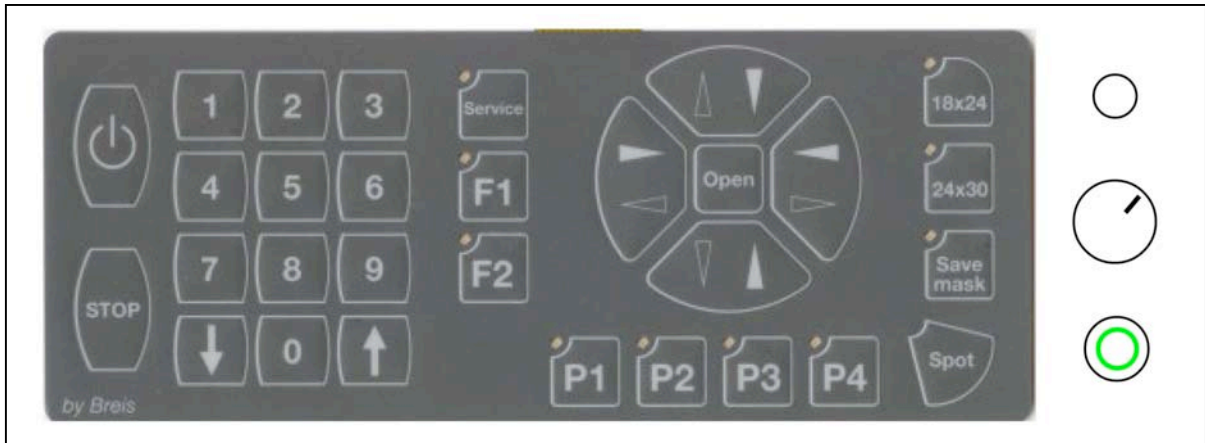 1 2 3
4 5 6
7 8 9
0
STOP
by Breis
Service
F1
F2
Open
18x24
24x30
Save
mask
Spot
P1 P2 P3 P4